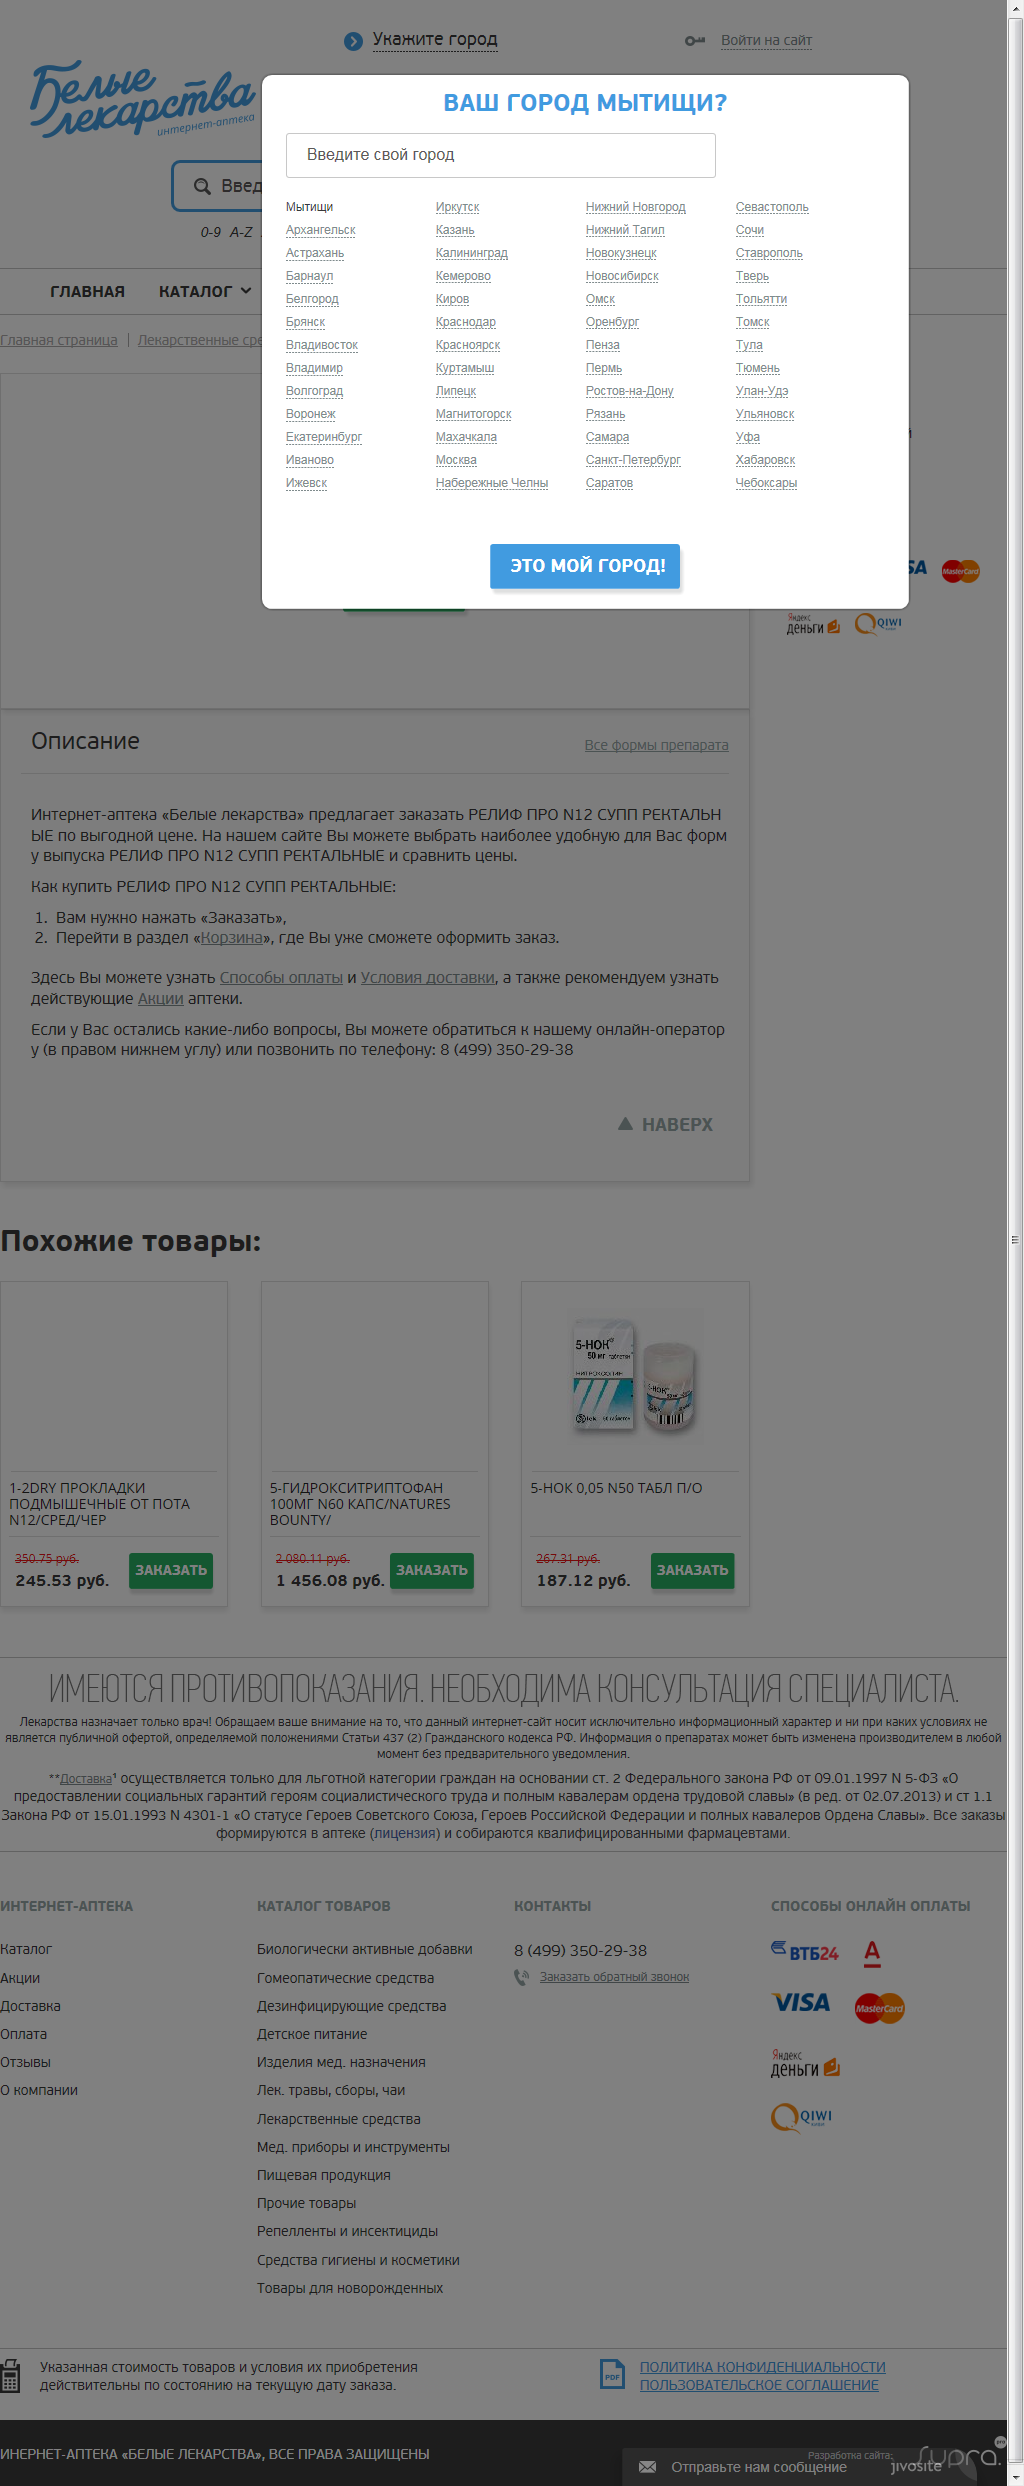 Укажите город
Войти на сайт
Белые лекарства
интернет-аптека
ВАШ ГОРОД МЫТИЩИ?
Введите свой город
Введ
0-9 A-Z
Мытищи
Архангельск
Астрахань
Барнаул
Белгород
Брянск
Владивосток
Владимир
Волгоград
Воронеж
Екатеринбург
Иваново
Ижевск
Иркутск
Казань
Калининград
Кемерово
Киров
Краснодар
Красноярск
Куртамыш
Липецк
Магнитогорск
Махачкала
Москва
Набережные Челны
Нижний Новгород
Нижний Тагил
Новокузнецк
Новосибирск
Омск
Оренбург
Пенза
Пермь
Ростов-на-Дону
Рязань
Самара
Санкт-Петербург
Саратов
Севастополь
Сочи
Ставрополь
Тверь
Тольятти
Томск
Тула
Тюмень
Улан-Удэ
Ульяновск
Уфа
Хабаровск
Чебоксары
ЭТО МОЙ ГОРОД!
ГЛАВНАЯ КАТАЛОГ
Главная страница | Лекарственные сре
MasterCard
Яндекс деньги QIWI
Описание
Все формы препарата
Интернет-аптека «Белые лекарства» предлагает заказать РЕЛИФ ПРО N12 СУПП РЕКТАЛЬН
ЫЕ по выгодной цене. На нашем сайте Вы можете выбрать наиболее удобную для Вас форм
у выпуска РЕЛИФ ПРО N12 СУПП РЕКТАЛЬНЫЕ и сравнить цены.
Как купить РЕЛИФ ПРО N12 СУПП РЕКТАЛЬНЫЕ:
1. Вам нужно нажать «Заказать»,
2. Перейти в раздел «Корзина», где Вы уже сможете оформить заказ.
Здесь Вы можете узнать Способы оплаты и Условия доставки, а также рекомендуем узнать
действующие Акции аптеки.
Если у Вас остались какие-либо вопросы, Вы можете обратиться к нашему онлайн-оператор
у (в правом нижнем углу) или позвонить по телефону: 8 (499) 350-29-38
НАВЕРХ
Похожие товары:
1-2DRY ПРОКЛАДКИ
ПОДМЫШЕЧНЫЕ ОТ ПОТА
N12/СРЕД/ЧЕР
350.75 руб.
245.53 руб.
ЗАКАЗАТЬ
5-ГИДРОКСИТРИПТОФАН
100МГ N60 КАПС/NATURES
BOUNTY/
2 080.11 руб.
1 456.08 руб.
ЗАКАЗАТЬ
5-НОК
50 мг таблетки
НИТРОКСОЛИН
5-НОК 0,05 N50 ТАБЛ П/О
267.31 руб.
187.12 руб.
ЗАКАЗАТЬ
ИМЕЮТСЯ ПРОТИВОПОКАЗАНИЯ. НЕОБХОДИМА КОНСУЛЬТАЦИЯ СПЕЦИАЛИСТА.
Лекарства назначает только врач! Обращаем ваше внимание на то, что данный интернет-сайт носит исключительно информационный характер и ни при каких условиях не
является публичной офертой, определяемой положениями Статьи 437 (2) Гражданского кодекса РФ. Информация о препаратах может быть изменена производителем в любой
момент без предварительного уведомления.
**Доставка¹ осуществляется только для льготной категории граждан на основании ст. 2 Федерального закона РФ от 09.01.1997 N 5-ФЗ «О
предоставлении социальных гарантий героям социалистического труда и полным кавалерам ордена трудовой славы» (в ред. от 02.07.2013) и ст 1.1
Закона РФ от 15.01.1993 N 4301-1 «О статусе Героев Советского Союза, Героев Российской Федерации и полных кавалеров Ордена Славы». Все заказы
формируются в аптеке (лицензия) и собираются квалифицированными фармацевтами.
ИНТЕРНЕТ-АПТЕКА
Каталог
Акции
Доставка
Оплата
Отзывы
О компании
КАТАЛОГ ТОВАРОВ
Биологически активные добавки
Гомеопатические средства
Дезинфицирующие средства
Детское питание
Изделия мед. назначения
Лек. травы, сборы, чаи
Лекарственные средства
Мед. приборы и инструменты
Пищевая продукция
Прочие товары
Репелленты и инсектициды
Средства гигиены и косметики
Товары для новорожденных
КОНТАКТЫ
8 (499) 350-29-38
Заказать обратный звонок
СПОСОБЫ ОНЛАЙН ОПЛАТЫ
ВТБ24 А
VISA MasterCard
Яндекс деньги
QIWI
Указанная стоимость товаров и условия их приобретения
действительны по состоянию на текущую дату заказа.
PDF
ПОЛИТИКА КОНФИДЕНЦИАЛЬНОСТИ
ПОЛЬЗОВАТЕЛЬСКОЕ СОГЛАШЕНИЕ
ИНЕРНЕТ-АПТЕКА «БЕЛЫЕ ЛЕКАРСТВА», ВСЕ ПРАВА ЗАЩИЩЕНЫ
Разработка сайта:
supra.
pro
Отправьте нам сообщение
jivosite